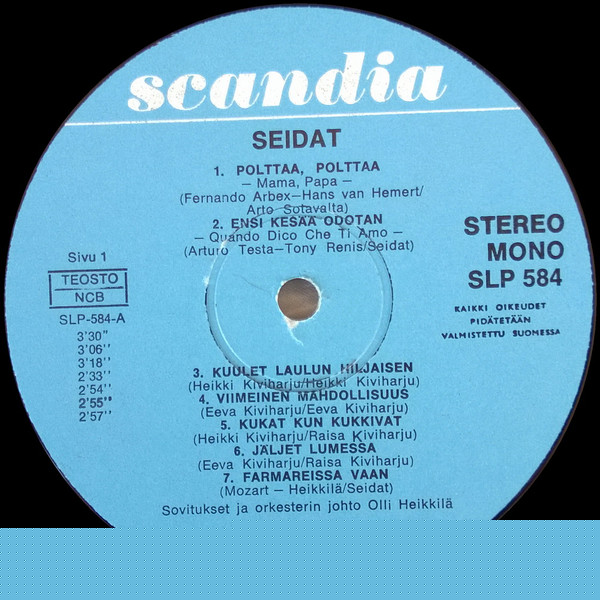 scandia
SEIDAT
1. POLTTAA, POLTTAA
— Mama, Papa —
(Fernando Arbex—Hans van Hemert/
Arto Sotavalta)
2. ENSI KESÄÄ ODOTAN
— Quando Dico Che Ti Amo —
(Arturo Testa—Tony Renis/Seidat)
STEREO
MONO
SLP 584
KAIKKI OIKEUDET
PIDÄTETÄÄN
VALMISTETTU SUOMESSA
Sivu 1
TEOSTO
NCB
SLP-584-A
3'30"
3'06''
3'18''
2'33'
2'54''
2'55''
2'57''
3. KUULET LAULUN HILJAISEN
(Heikki Kiviharju/Heikki Kiviharju)
4. VIIMEINEN MAHDOLLISUUS
(Eeva Kiviharju/Eeva Kiviharju)
5. KUKAT KUN KUKKIVAT
(Heikki Kiviharju/Raisa Kiviharju)
6. JÄLJET LUMESSA
(Eeva Kiviharju/Raisa Kiviharju)
7. FARMAREISSA VAAN
(Mozart — Heikkilä/Seidat)
Sovitukset ja orkesterin johto Olli Heikkilä